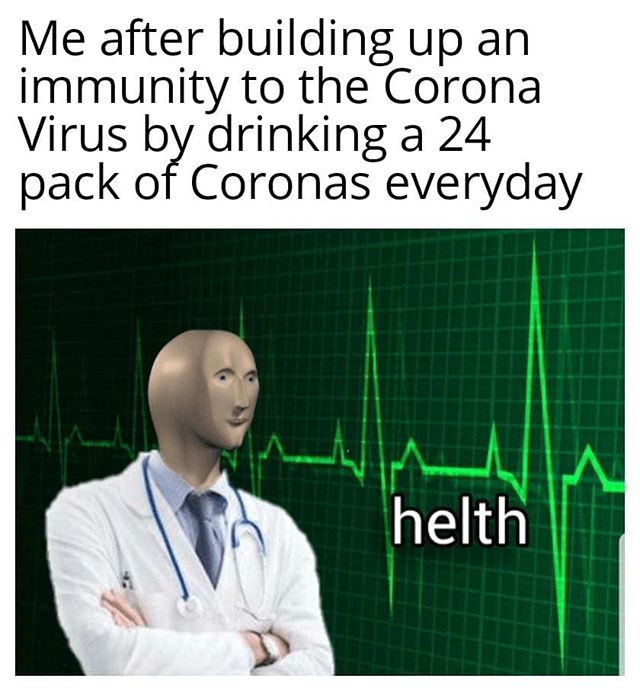 Me after building up an
immunity to the Corona
Virus by drinking a 24
pack of Coronas everyday
helth